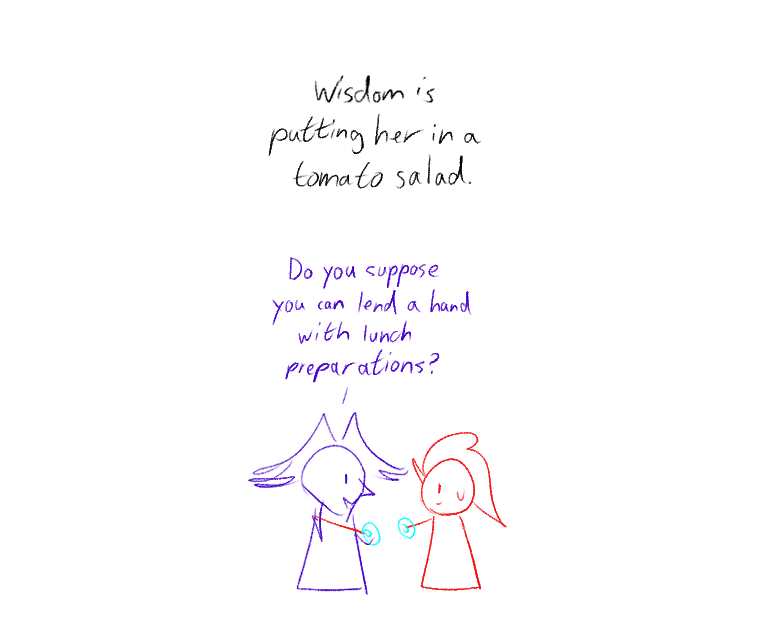 Wisdom is
putting her in a
tomato salad.
Do you suppose
you can lend a hand
with lunch
preparations?